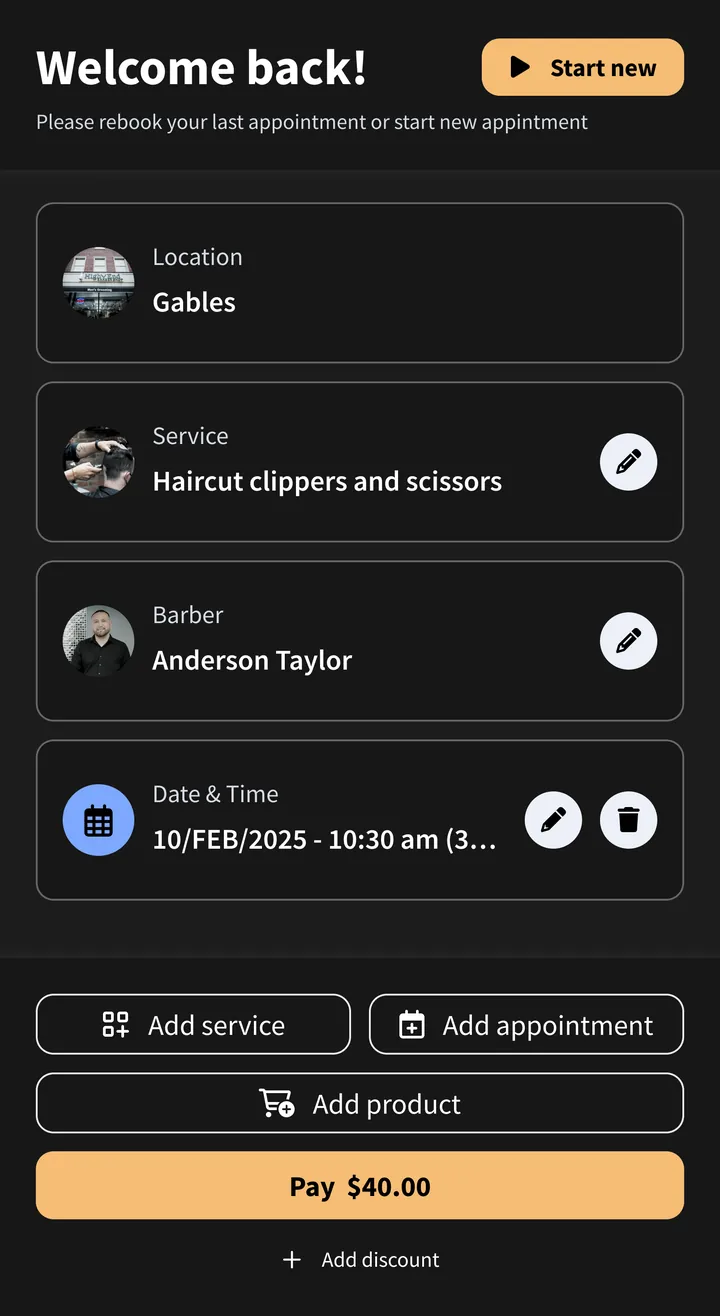 Welcome back!
Start new
Please rebook your last appointment or start new appintment
Location
Gables
Service
Haircut clippers and scissors
Barber
Anderson Taylor
Date & Time
10/FEB/2025 - 10:30 am (3...
Add service
Add appointment
Add product
Pay $40.00
Add discount